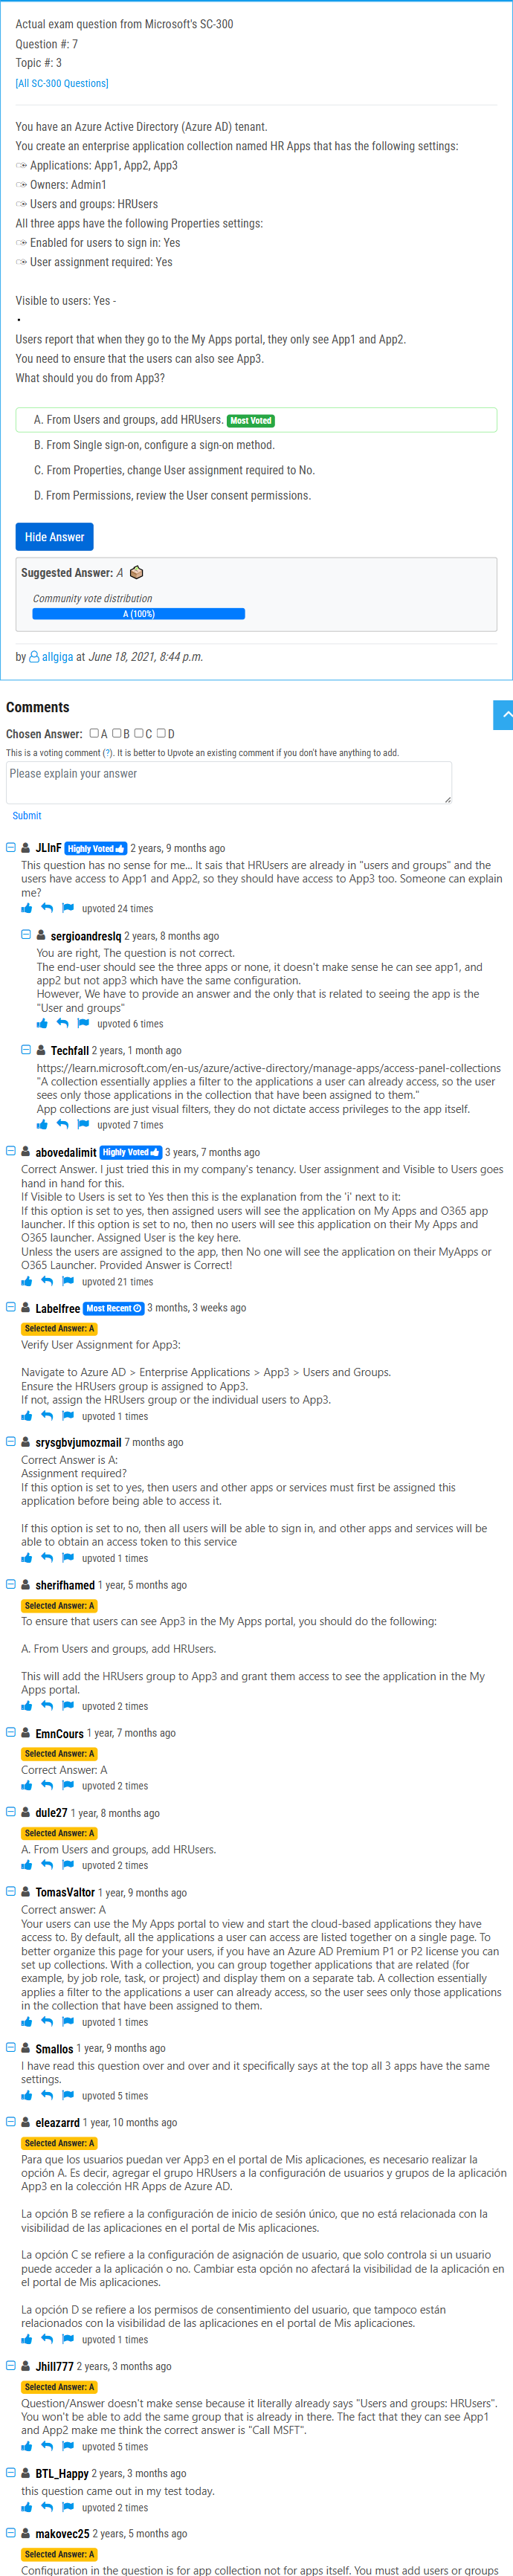 Actual exam question from Microsoft's SC-300
Question #: 7
Topic #: 3
[All SC-300 Questions]
You have an Azure Active Directory (Azure AD) tenant.
You create an enterprise application collection named HR Apps that has the following settings:
Applications: App1, App2, App3
Owners: Admin1
Users and groups: HRUsers
All three apps have the following Properties settings:
Enabled for users to sign in: Yes
User assignment required: Yes
Visible to users: Yes -
•
Users report that when they go to the My Apps portal, they only see App1 and App2.
You need to ensure that the users can also see App3.
What should you do from App3?
A. From Users and groups, add HRUsers. Most Voted
B. From Single sign-on, configure a sign-on method.
C. From Properties, change User assignment required to No.
D. From Permissions, review the User consent permissions.
Hide Answer
Suggested Answer: A
Community vote distribution
A (100%)
by allgiga at June 18, 2021, 8:44 p.m.
Comments
Chosen Answer: A B C D
This is a voting comment (?). It is better to Upvote an existing comment if you don't have anything to add.
Please explain your answer
Submit
JLInF Highly Voted 2 years, 9 months ago
This question has no sense for me... It sais that HRUsers are already in "users and groups" and the
users have access to App1 and App2, so they should have access to App3 too. Someone can explain
me?
upvoted 24 times
sergioandreslq 2 years, 8 months ago
You are right, The question is not correct.
The end-user should see the three apps or none, it doesn't make sense he can see app1, and
app2 but not app3 which have the same configuration.
However, We have to provide an answer and the only that is related to seeing the app is the
"User and groups"
upvoted 6 times
Techfall 2 years, 1 month ago
https://learn.microsoft.com/en-us/azure/active-directory/manage-apps/access-panel-collections
"A collection essentially applies a filter to the applications a user can already access, so the user
sees only those applications in the collection that have been assigned to them."
App collections are just visual filters, they do not dictate access privileges to the app itself.
upvoted 7 times
abovedalimit Highly Voted 3 years, 7 months ago
Correct Answer. I just tried this in my company's tenancy. User assignment and Visible to Users goes
hand in hand for this.
If Visible to Users is set to Yes then this is the explanation from the 'i' next to it:
If this option is set to yes, then assigned users will see the application on My Apps and O365 app
launcher. If this option is set to no, then no users will see this application on their My Apps and
O365 launcher. Assigned User is the key here.
Unless the users are assigned to the app, then No one will see the application on their MyApps or
O365 Launcher. Provided Answer is Correct!
upvoted 21 times
Labelfree Most Recent 3 months, 3 weeks ago
Selected Answer: A
Verify User Assignment for App3:
Navigate to Azure AD > Enterprise Applications > App3 > Users and Groups.
Ensure the HRUsers group is assigned to App3.
If not, assign the HRUsers group or the individual users to App3.
upvoted 1 times
srysgbvjumozmail 7 months ago
Correct Answer is A:
Assignment required?
If this option is set to yes, then users and other apps or services must first be assigned this
application before being able to access it.
If this option is set to no, then all users will be able to sign in, and other apps and services will be
able to obtain an access token to this service
upvoted 1 times
sherifhamed 1 year, 5 months ago
Selected Answer: A
To ensure that users can see App3 in the My Apps portal, you should do the following:
A. From Users and groups, add HRUsers.
This will add the HRUsers group to App3 and grant them access to see the application in the My
Apps portal.
upvoted 2 times
EmnCours 1 year, 7 months ago
Selected Answer: A
Correct Answer: A
upvoted 2 times
dule27 1 year, 8 months ago
Selected Answer: A
A. From Users and groups, add HRUsers.
upvoted 2 times
TomasValtor 1 year, 9 months ago
Correct answer: A
Your users can use the My Apps portal to view and start the cloud-based applications they have
access to. By default, all the applications a user can access are listed together on a single page. To
better organize this page for your users, if you have an Azure AD Premium P1 or P2 license you can
set up collections. With a collection, you can group together applications that are related (for
example, by job role, task, or project) and display them on a separate tab. A collection essentially
applies a filter to the applications a user can already access, so the user sees only those applications
in the collection that have been assigned to them.
upvoted 1 times
Smallos 1 year, 9 months ago
I have read this question over and over and it specifically says at the top all 3 apps have the same
settings.
upvoted 5 times
eleazarrd 1 year, 10 months ago
Selected Answer: A
Para que los usuarios puedan ver App3 en el portal de Mis aplicaciones, es necesario realizar la
opción A. Es decir, agregar el grupo HRUsers a la configuración de usuarios y grupos de la aplicación
App3 en la colección HR Apps de Azure AD.
La opción B se refiere a la configuración de inicio de sesión único, que no está relacionada con la
visibilidad de las aplicaciones en el portal de Mis aplicaciones.
La opción C se refiere a la configuración de asignación de usuario, que solo controla si un usuario
puede acceder a la aplicación o no. Cambiar esta opción no afectará la visibilidad de la aplicación en
el portal de Mis aplicaciones.
La opción D se refiere a los permisos de consentimiento del usuario, que tampoco están
relacionados con la visibilidad de las aplicaciones en el portal de Mis aplicaciones.
upvoted 1 times
Jhill777 2 years, 3 months ago
Selected Answer: A
Question/Answer doesn't make sense because it literally already says "Users and groups: HRUsers".
You won't be able to add the same group that is already in there. The fact that they can see App1
and App2 make me think the correct answer is "Call MSFT".
upvoted 5 times
BTL_Happy 2 years, 3 months ago
this question came out in my test today.
upvoted 2 times
makovec25 2 years, 5 months ago
Selected Answer: A
Configuration in the question is for app collection not for apps itself. You must add users or groups